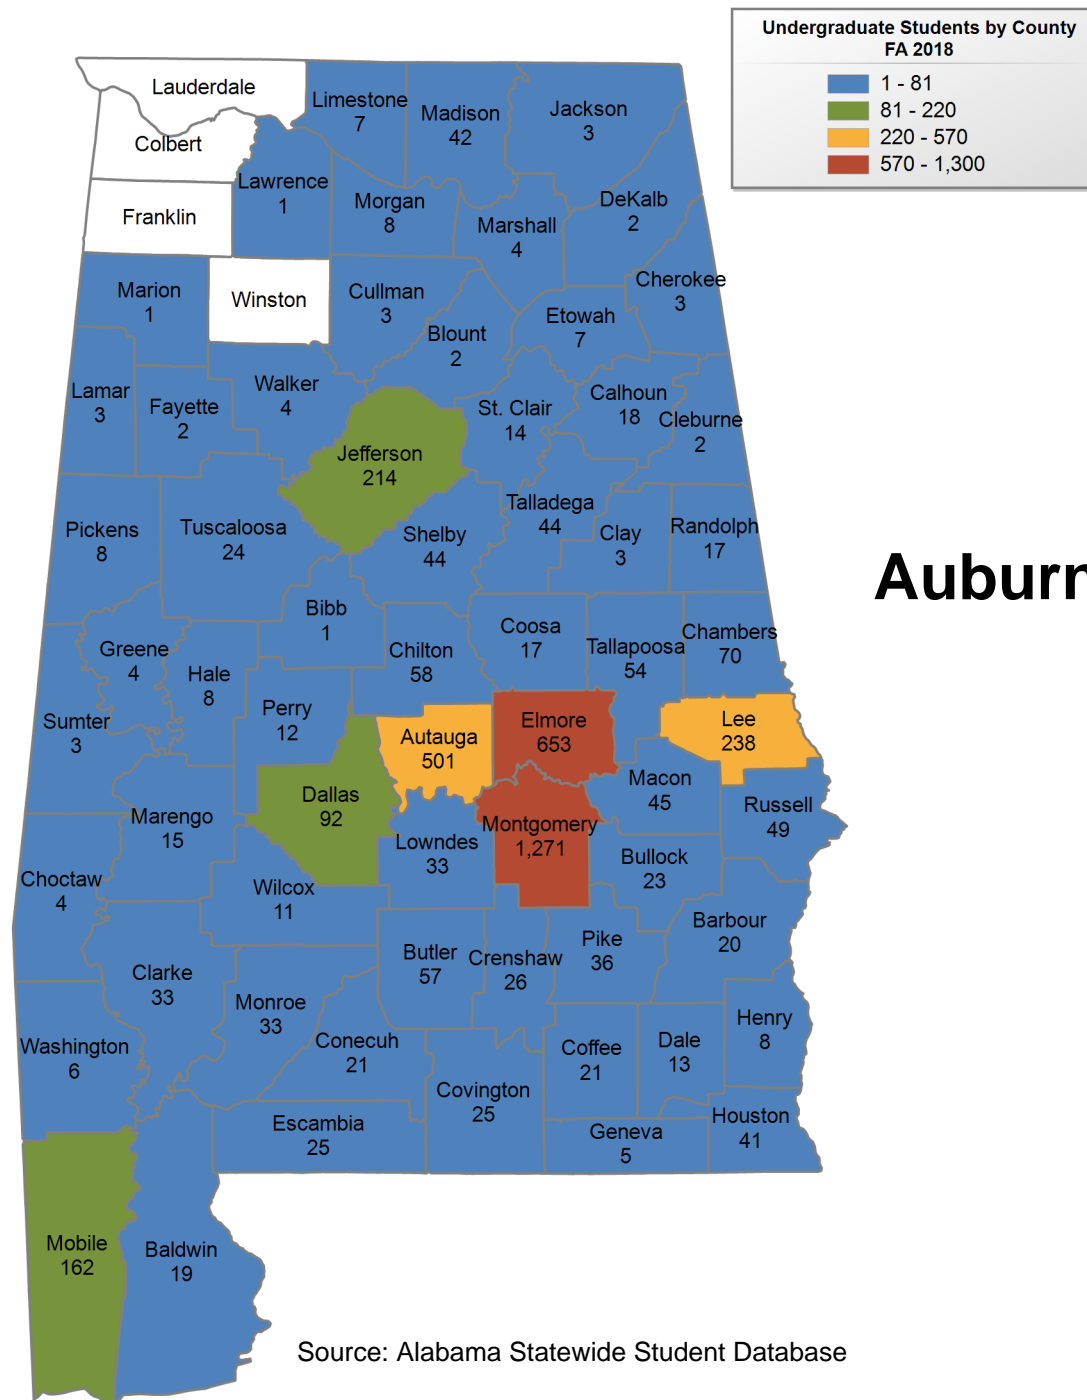 Undergraduate Students by County
FA 2018
1 - 81
81 - 220
220 - 570
570 - 1,300
Lauderdale
Colbert
Franklin
Winston
Limestone
7
Madison
42
Jackson
3
Lawrence
1
Morgan
8
Marshall
4
DeKalb
2
Cherokee
3
Marion
1
Cullman
3
Blount
2
Etowah
7
Lamar
3
Fayette
2
Walker
4
St. Clair
14
Calhoun
18
Cleburne
2
Jefferson
214
Pickens
8
Tuscaloosa
24
Shelby
44
Talladega
44
Clay
3
Randolph
17
Auburn
Bibb
1
Greene
4
Hale
8
Chilton
58
Coosa
17
Tallapoosa
54
Chambers
70
Sumter
3
Perry
12
Autauga
501
Elmore
653
Lee
238
Dallas
92
Marengo
15
Lowndes
33
Montgomery
1,271
Macon
45
Russell
49
Choctaw
4
Wilcox
11
Bullock
23
Barbour
20
Clarke
33
Monroe
33
Butler
57
Crenshaw
26
Pike
36
Henry
8
Washington
6
Conecuh
21
Covington
25
Coffee
21
Dale
13
Houston
41
Escambia
25
Geneva
5
Mobile
162
Baldwin
19
Source: Alabama Statewide Student Database